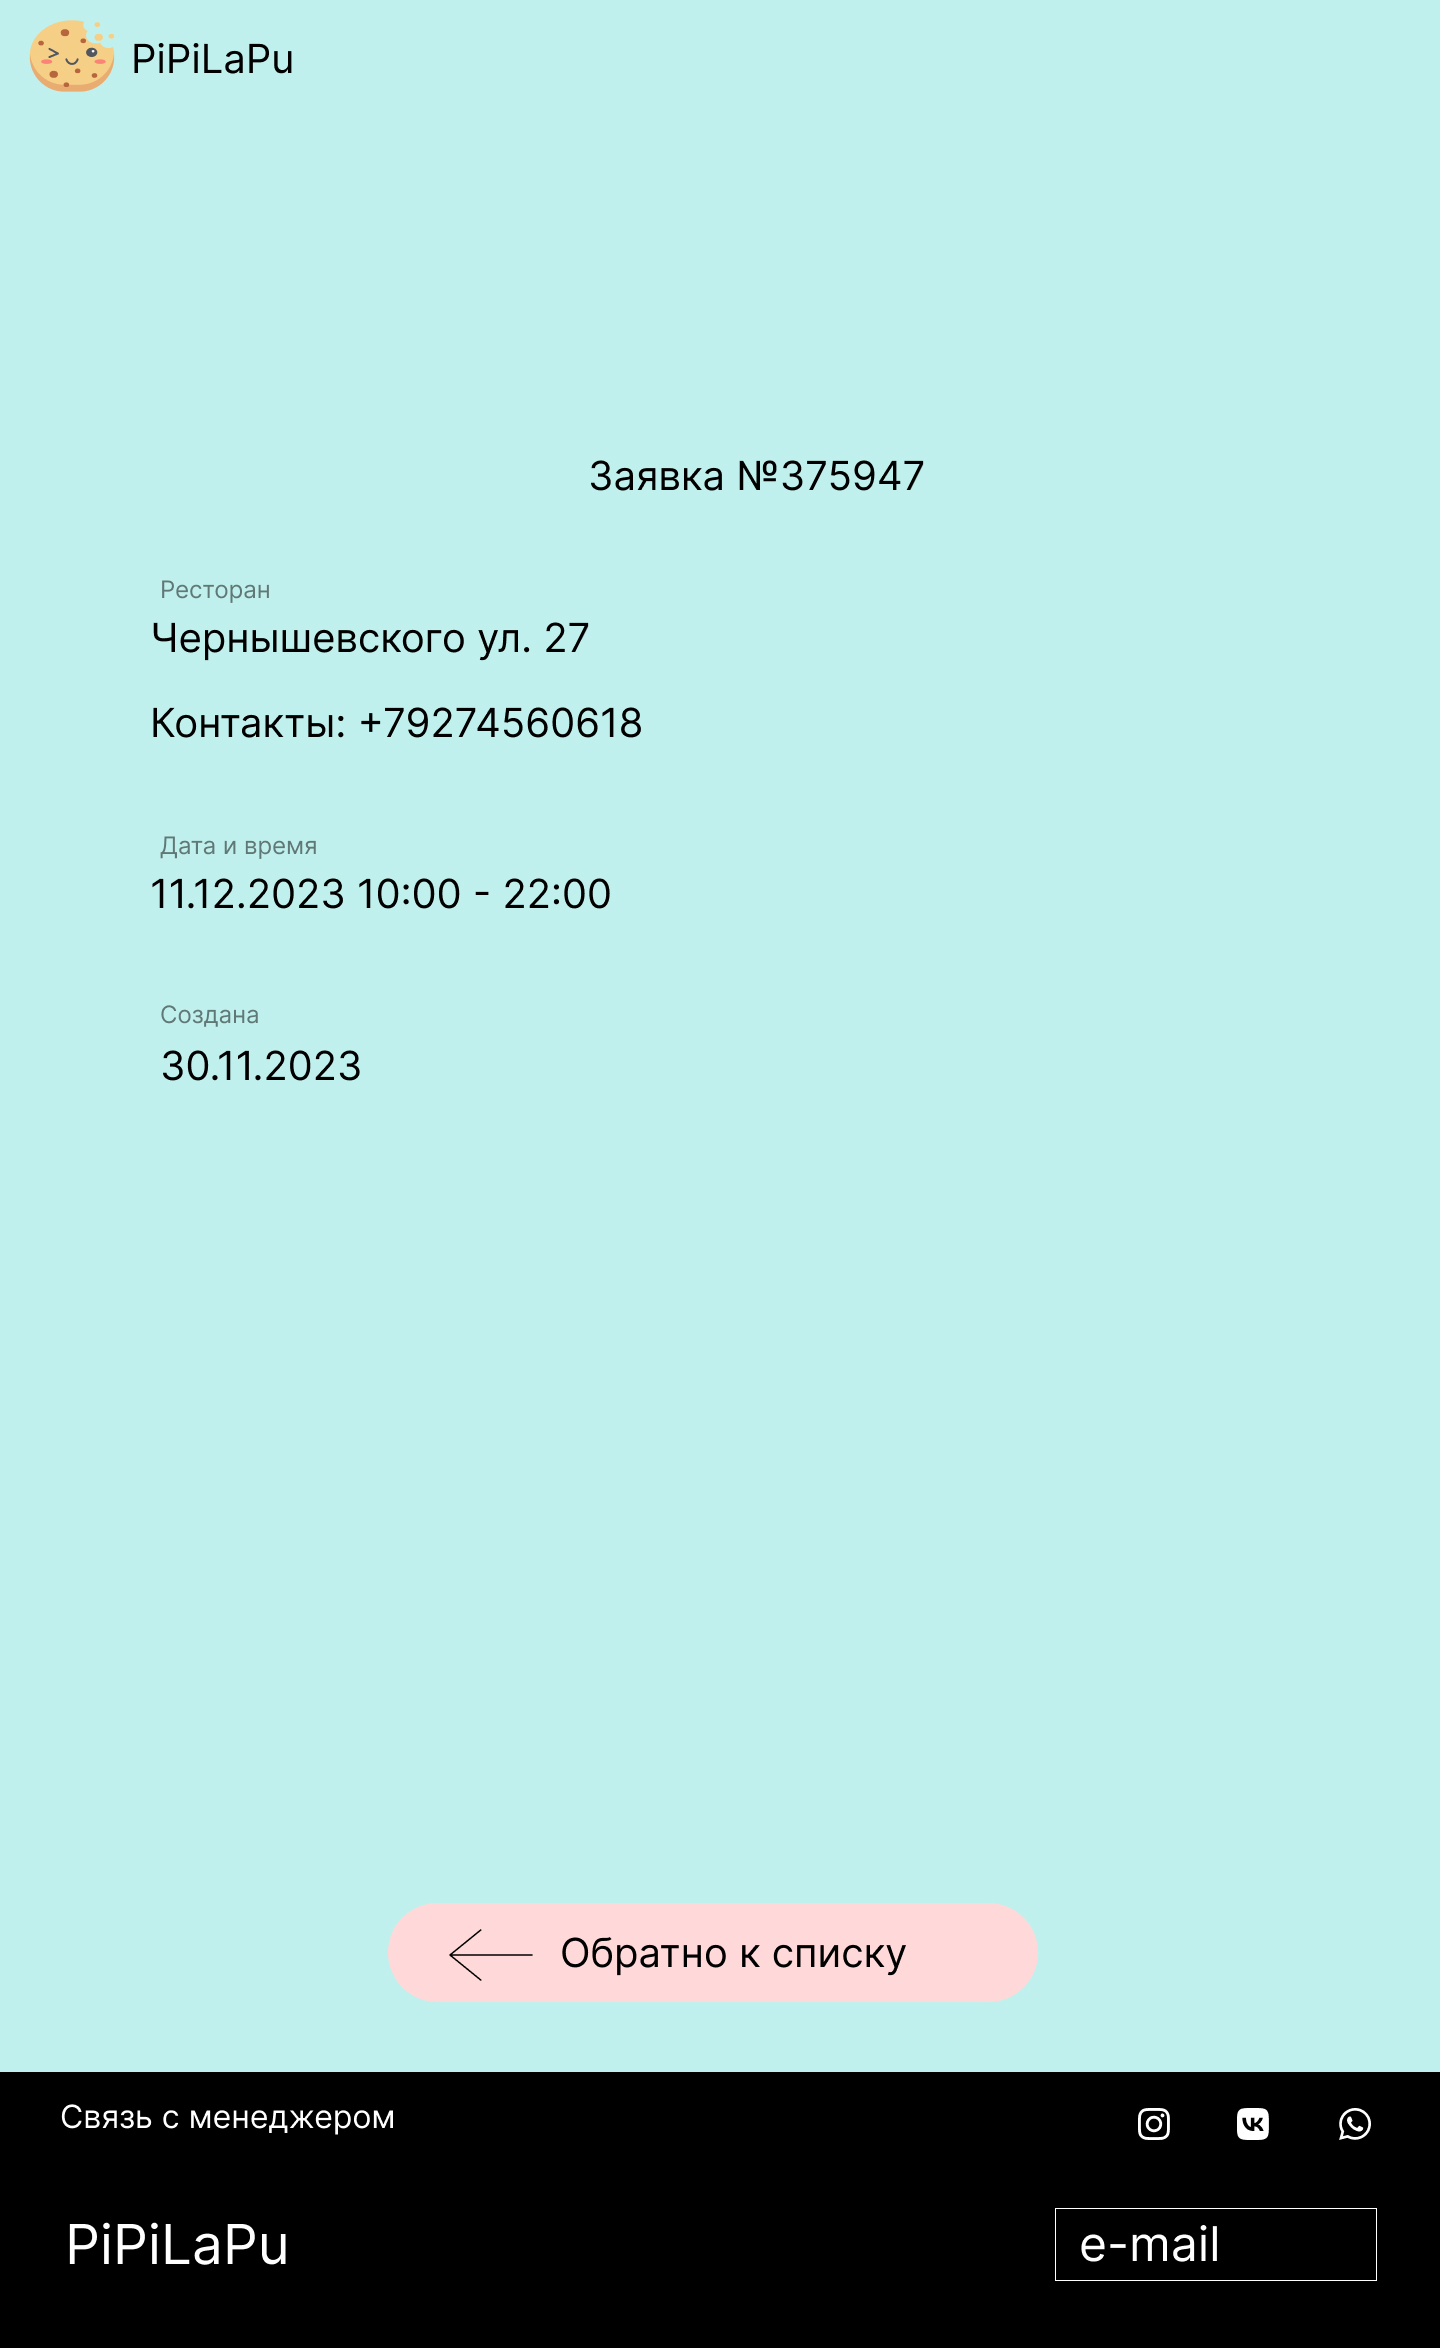 PiPiLaPu
Заявка №375947
Ресторан
Чернышевского ул. 27
Контакты: +79274560618
Дата и время
11.12.2023 10:00 - 22:00
Создана
30.11.2023
Обратно к списку
Связь с менеджером
PiPiLaPu
e-mail